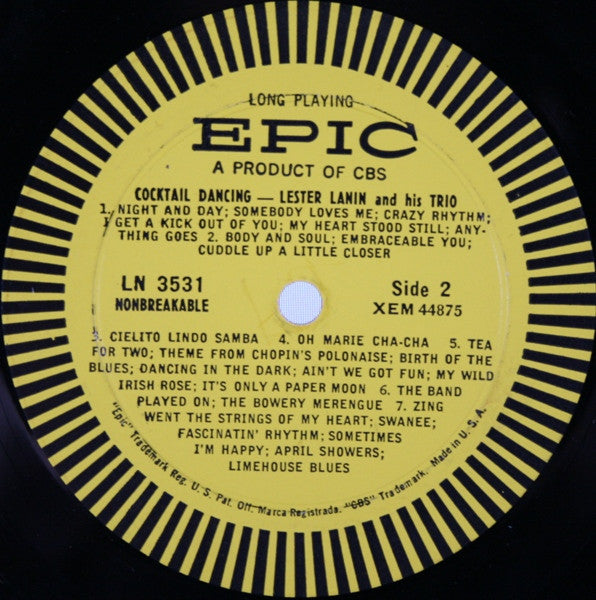 LONG PLAYING
EPIC
A PRODUCT OF CBS
COCKTAIL DANCING — LESTER LANIN and his TRIO
1. NIGHT AND DAY; SOMEBODY LOVES ME; CRAZY RHYTHM;
I GET A KICK OUT OF YOU; MY HEART STOOD STILL; ANY-
THING GOES 2. BODY AND SOUL; EMBRACEABLE YOU;
CUDDLE UP A LITTLE CLOSER
LN 3531
NONBREAKABLE
Side 2
XEM 44875
3. CIELITO LINDO SAMBA 4. OH MARIE CHA-CHA 5. TEA
FOR TWO; THEME FROM CHOPIN'S POLONAISE; BIRTH OF THE
BLUES; DANCING IN THE DARK; AIN'T WE GOT FUN; MY WILD
IRISH ROSE; IT'S ONLY A PAPER MOON 6. THE BAND
PLAYED ON; THE BOWERY MERENGUE 7. ZING
WENT THE STRINGS OF MY HEART; SWANEE;
FASCINATIN' RHYTHM; SOMETIMES
I'M HAPPY; APRIL SHOWERS;
LIMEHOUSE BLUES
"Epic" Trademark Reg. U. S. Pat. Off. Marca Registrada. "CBS" Trademark. Made in U. S. A.